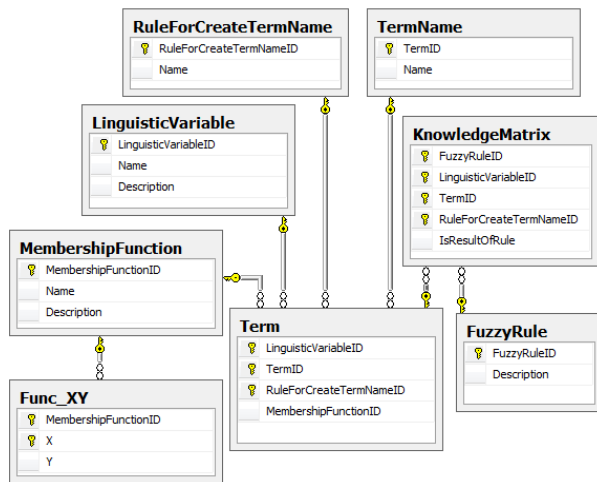 RuleForCreateTermName
RuleForCreateTermNameID
Name
TermName
TermID
Name
LinguisticVariable
LinguisticVariableID
Name
Description
KnowledgeMatrix
FuzzyRuleID
LinguisticVariableID
TermID
RuleForCreateTermNameID
IsResultOfRule
MembershipFunction
MembershipFunctionID
Name
Description
Term
LinguisticVariableID
TermID
RuleForCreateTermNameID
MembershipFunctionID
FuzzyRule
FuzzyRuleID
Description
Func_XY
MembershipFunctionID
X
Y